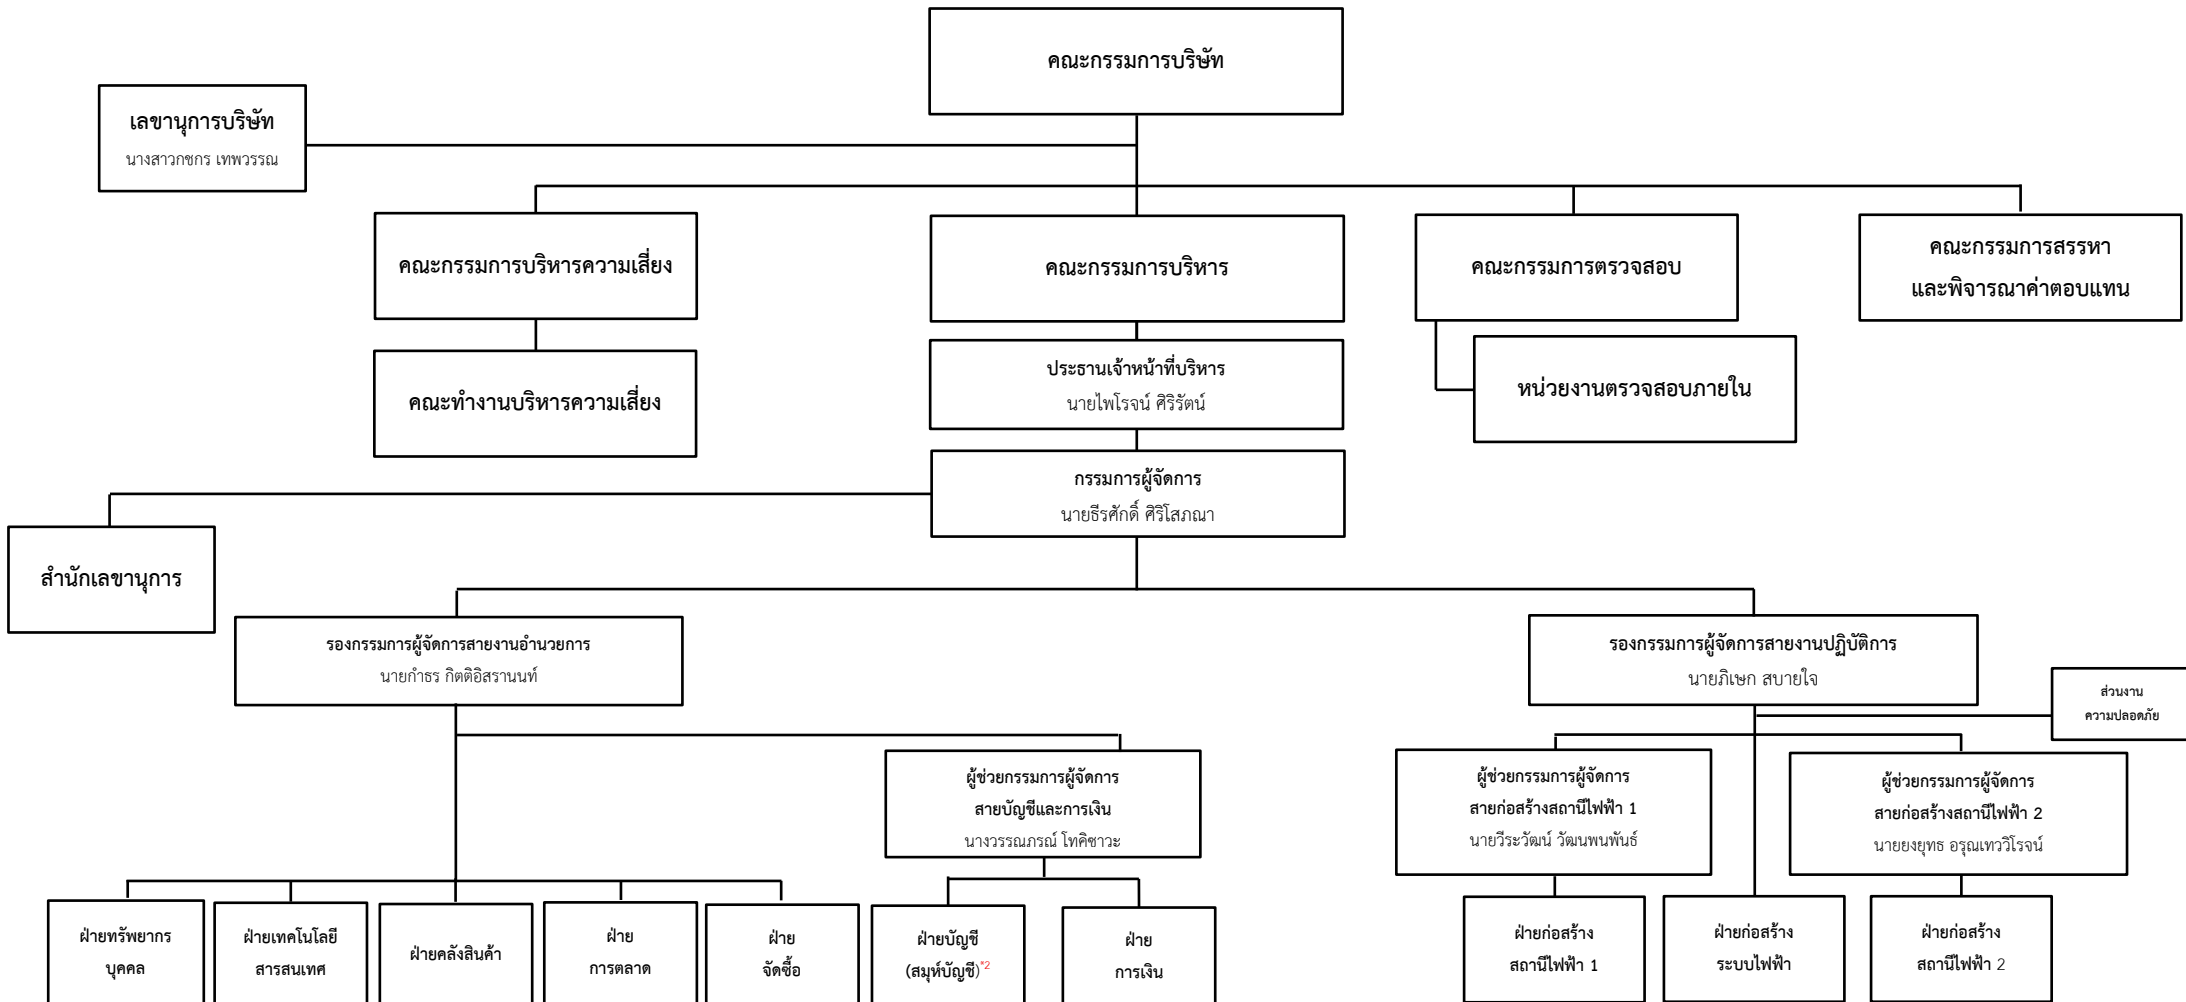 คณะกรรมการบริษัท
เลขานุการบริษัท
นางสาวกชกร เทพวรรณ
คณะกรรมการบริหารความเสี่ยง
คณะกรรมการบริหาร
คณะกรรมการตรวจสอบ
คณะกรรมการสรรหา
และพิจารณาค่าตอบแทน
คณะทำงานบริหารความเสี่ยง
ประธานเจ้าหน้าที่บริหาร
นายไพโรจน์ ศิริรัตน์
หน่วยงานตรวจสอบภายใน
กรรมการผู้จัดการ
นายธีรศักดิ์ ศิริโสภณา
สำนักเลขานุการ
รองกรรมการผู้จัดการสายงานอำนวยการ
นายกำธร กิตติอิสรานนท์
รองกรรมการผู้จัดการสายงานปฏิบัติการ
นายภิเษก สบายใจ
ส่วนงาน
ความปลอดภัย
ผู้ช่วยกรรมการผู้จัดการ
สายบัญชีและการเงิน
นางวรรณภรณ์ โทคิซาวะ
ผู้ช่วยกรรมการผู้จัดการ
สายก่อสร้างสถานีไฟฟ้า 1
นายวีระวัฒน์ วัฒนพนพันธ์
ผู้ช่วยกรรมการผู้จัดการ
สายก่อสร้างสถานีไฟฟ้า 2
นายยงยุทธ อรุณเทววิโรจน์
ฝ่ายทรัพยากร
บุคคล
ฝ่ายเทคโนโลยี
สารสนเทศ
ฝ่ายคลังสินค้า
ฝ่าย
การตลาด
ฝ่าย
จัดซื้อ
ฝ่ายบัญชี
(สมุห์บัญชี)*2
ฝ่าย
การเงิน
ฝ่ายก่อสร้าง
สถานีไฟฟ้า 1
ฝ่ายก่อสร้าง
ระบบไฟฟ้า
ฝ่ายก่อสร้าง
สถานีไฟฟ้า 2